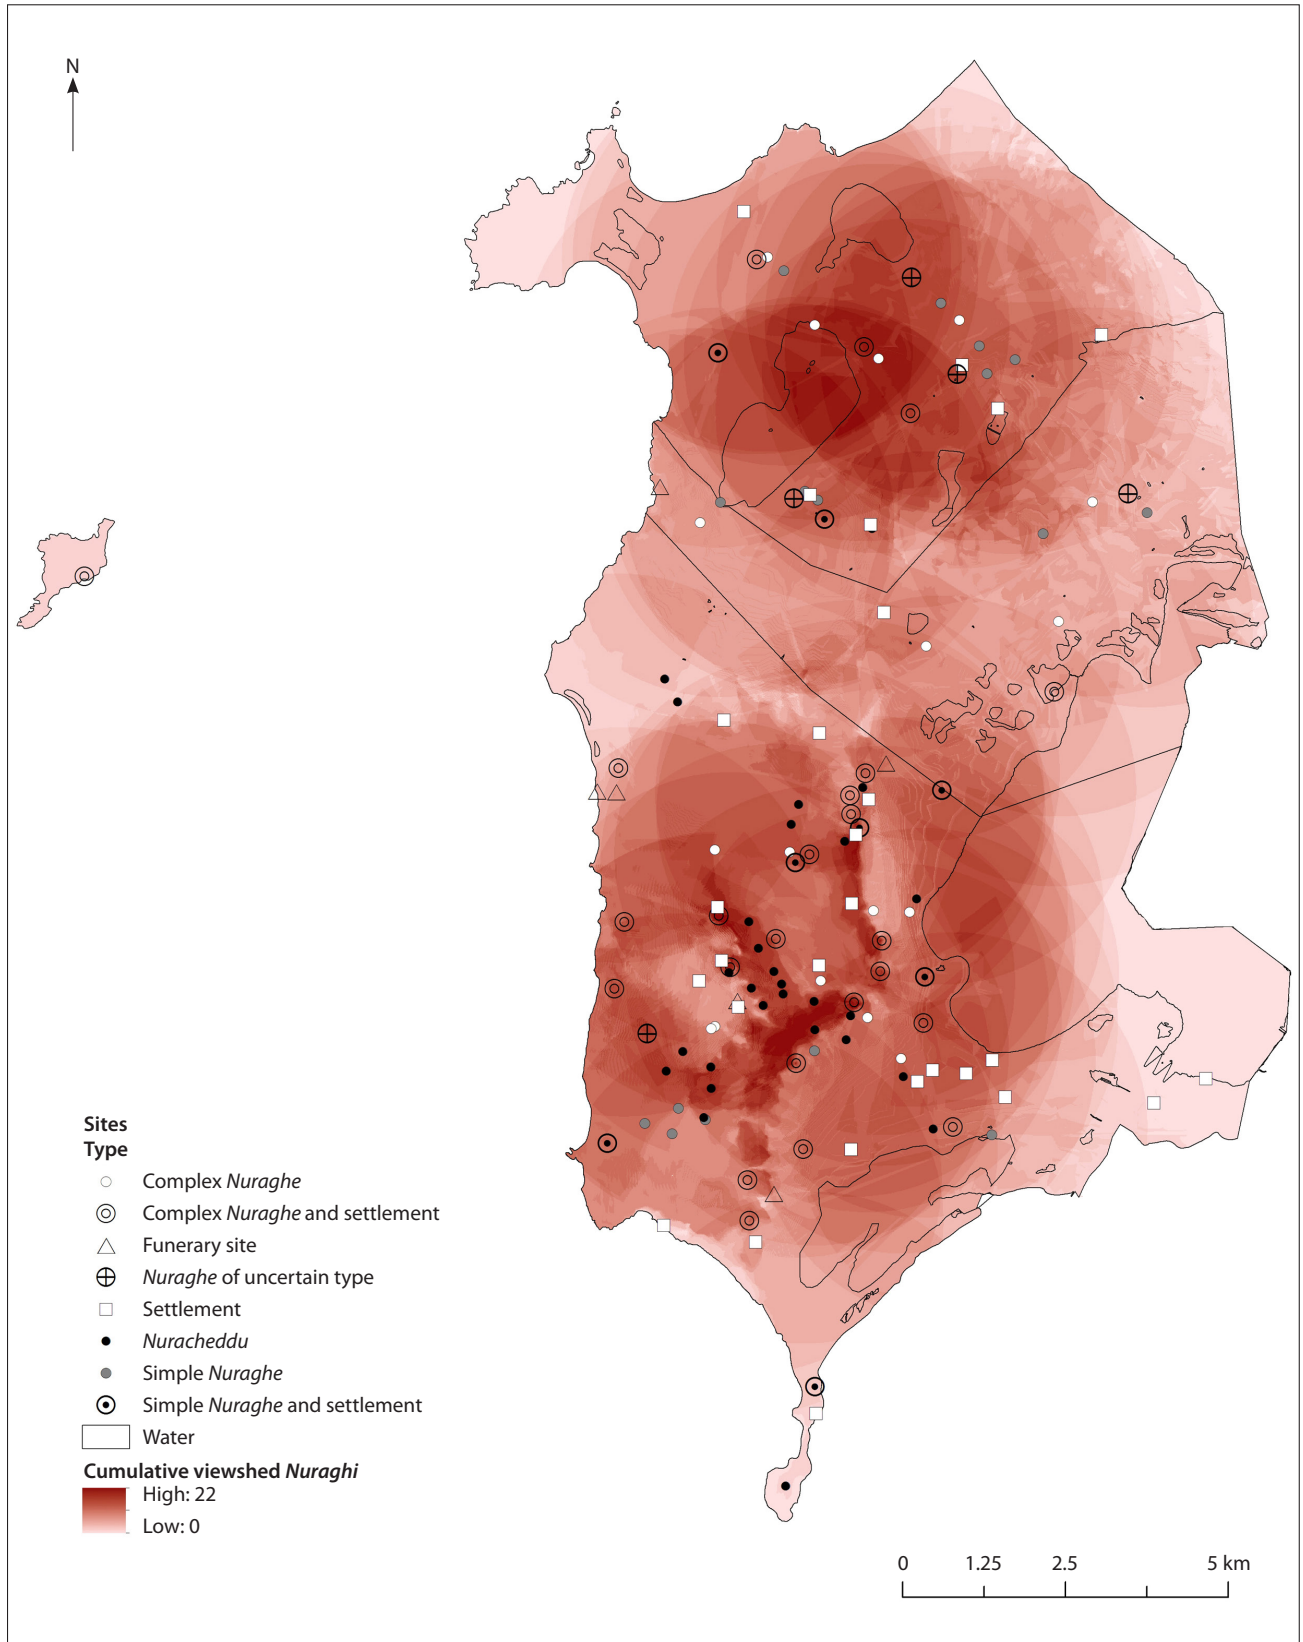 N
Sites
Type
Complex Nuraghe
Complex Nuraghe and settlement
Funerary site
Nuraghe of uncertain type
Settlement
Nuracheddu
Simple Nuraghe
Simple Nuraghe and settlement
Water
Cumulative viewshed Nuraghi
High: 22
Low: 0
0 1.25 2.5 5 km